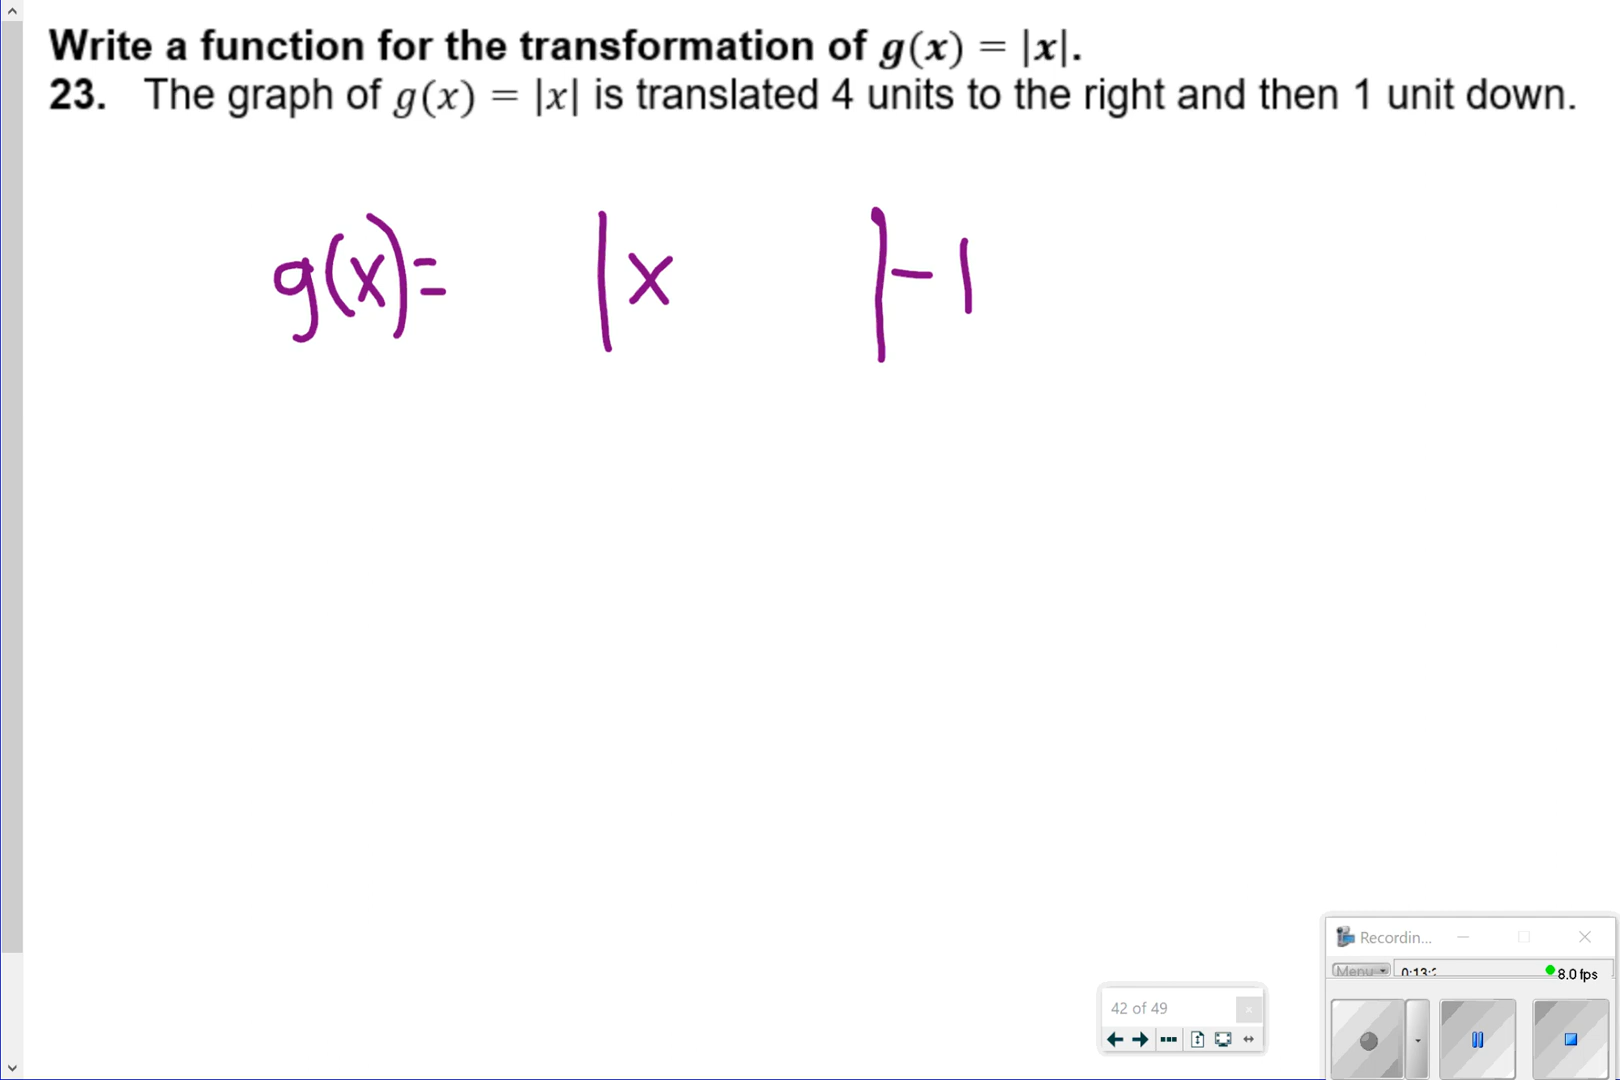 Write a function for the transformation of g(x) = |x|.
23. The graph of g(x) = |x| is translated 4 units to the right and then 1 unit down.
g(x)= |x |-1
Recordin...
Menu
8.0 fps
42 of 49